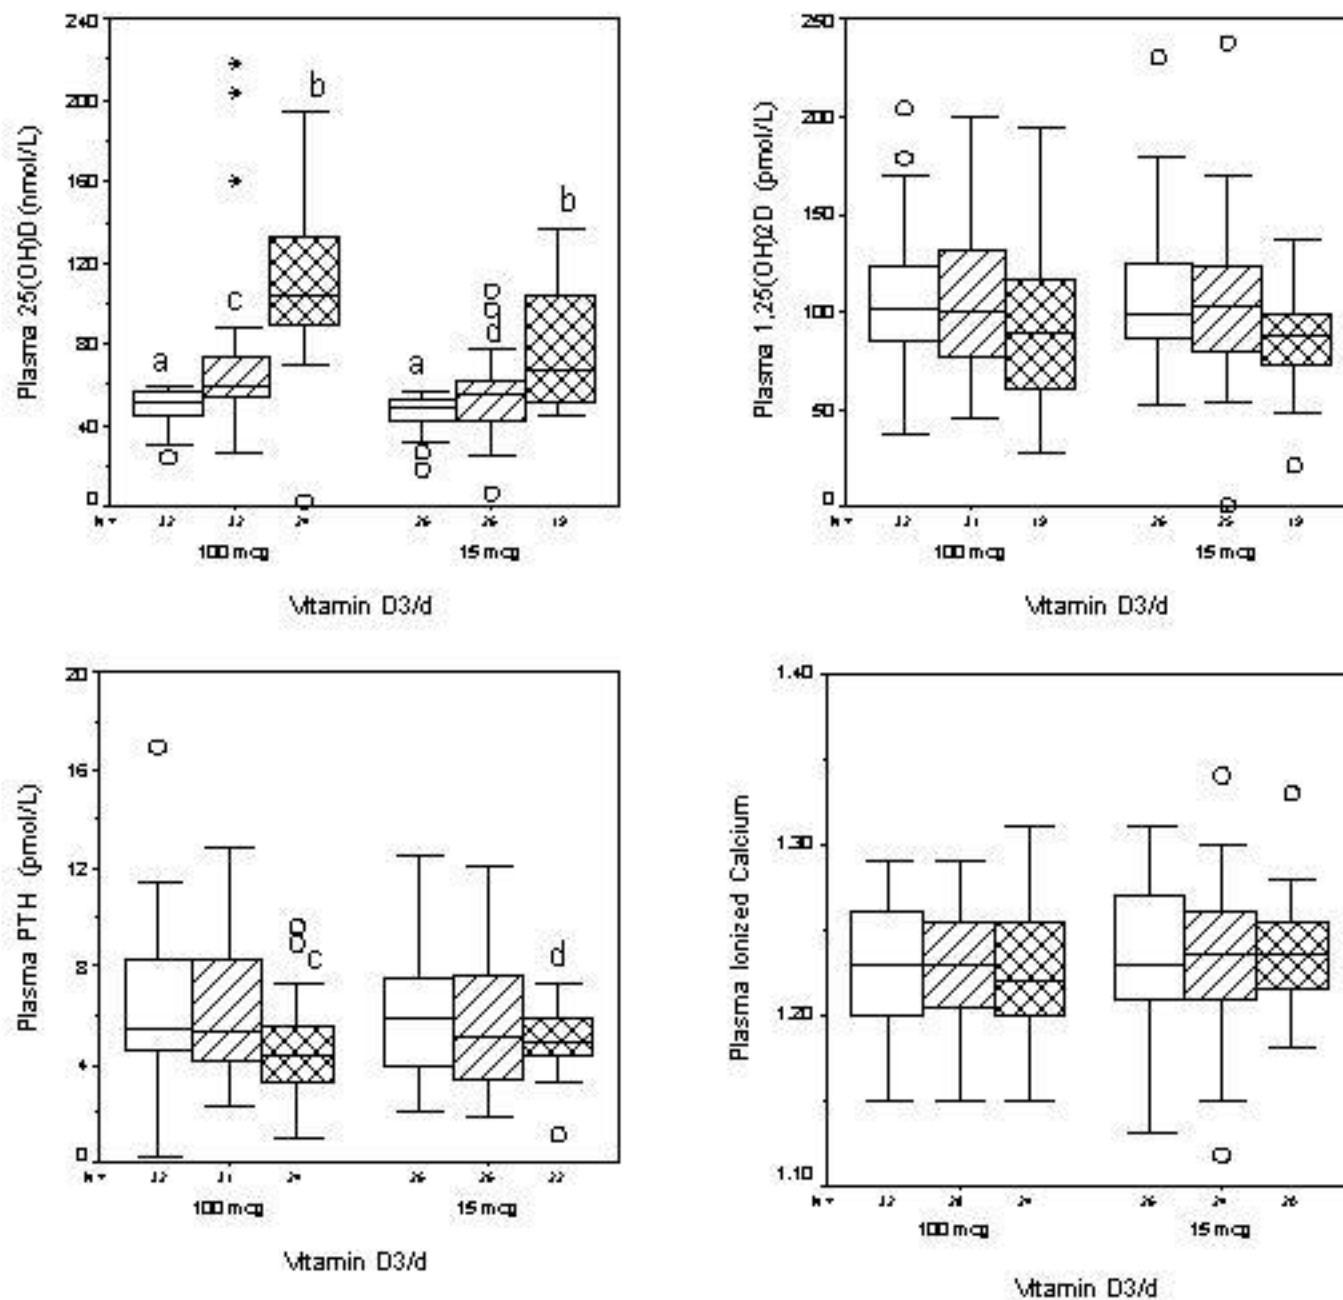 Plasma 25(OH)D (nmol/L)
240
200
160
120
80
40
0
a
c
b
a
b
100 mcg
15 mcg
Vitamin D3/d
Plasma 1,25(OH)2D (pmol/L)
250
200
150
100
50
0
100 mcg
15 mcg
Vitamin D3/d
Plasma PTH (pmol/L)
20
16
12
8
4
0
c
d
100 mcg
15 mcg
Vitamin D3/d
Plasma Ionized Calcium
1.40
1.30
1.20
1.10
100 mcg
15 mcg
Vitamin D3/d